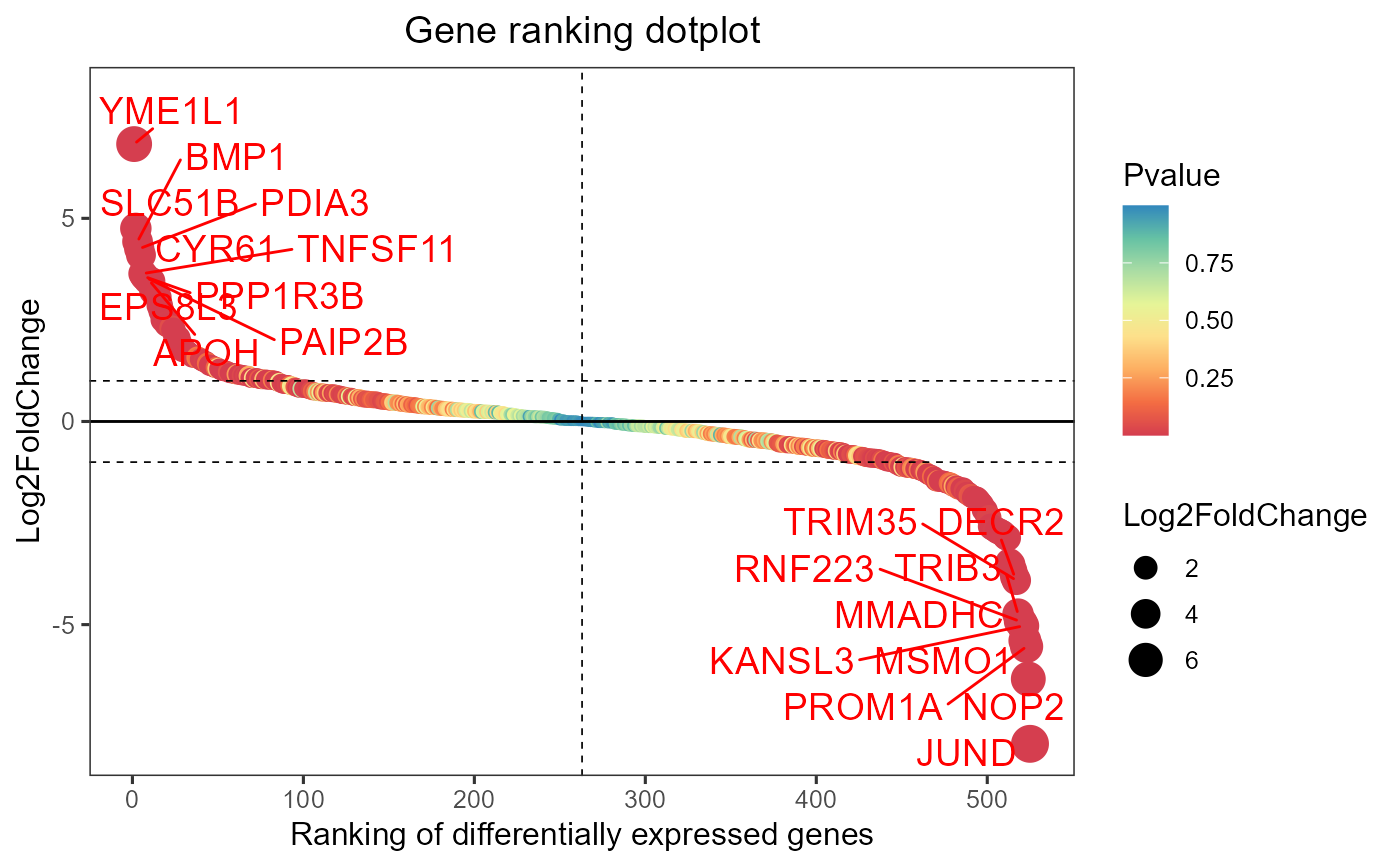 Gene ranking dotplot
YME1L1
BMP1
SLC51B PDIA3
CYR61 TNFSF11
PPP1R3B
EPS8L3
PAIP2B
APOH
TRIM35 DECR2
RNF223 TRIB3
MMADHC
KANSL3 MSMO1
PROM1A NOP2
JUND
5
0
-5
Log2FoldChange
0 100 200 300 400 500
Ranking of differentially expressed genes
Pvalue
0.75
0.50
0.25
Log2FoldChange
2
4
6